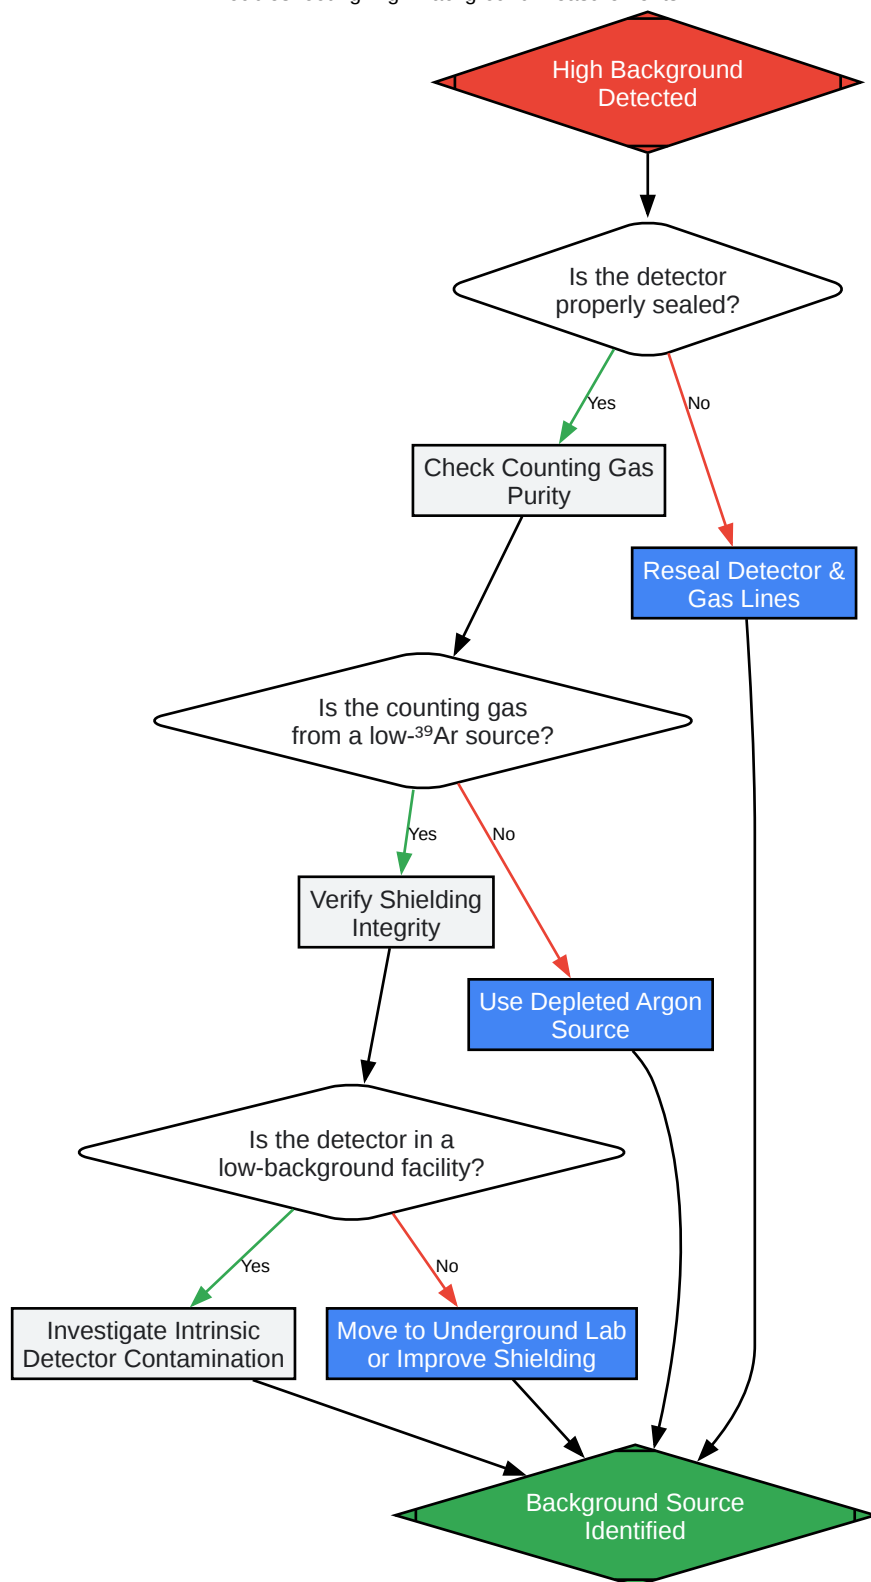 High Background
Detected
Is the detector
properly sealed?
Yes
No
Check Counting Gas
Purity
Reseal Detector &
Gas Lines
Is the counting gas
from a low-³⁹Ar source?
Yes
No
Verify Shielding
Integrity
Use Depleted Argon
Source
Is the detector in a
low-background facility?
Yes
No
Investigate Intrinsic
Detector Contamination
Move to Underground Lab
or Improve Shielding
Background Source
Identified